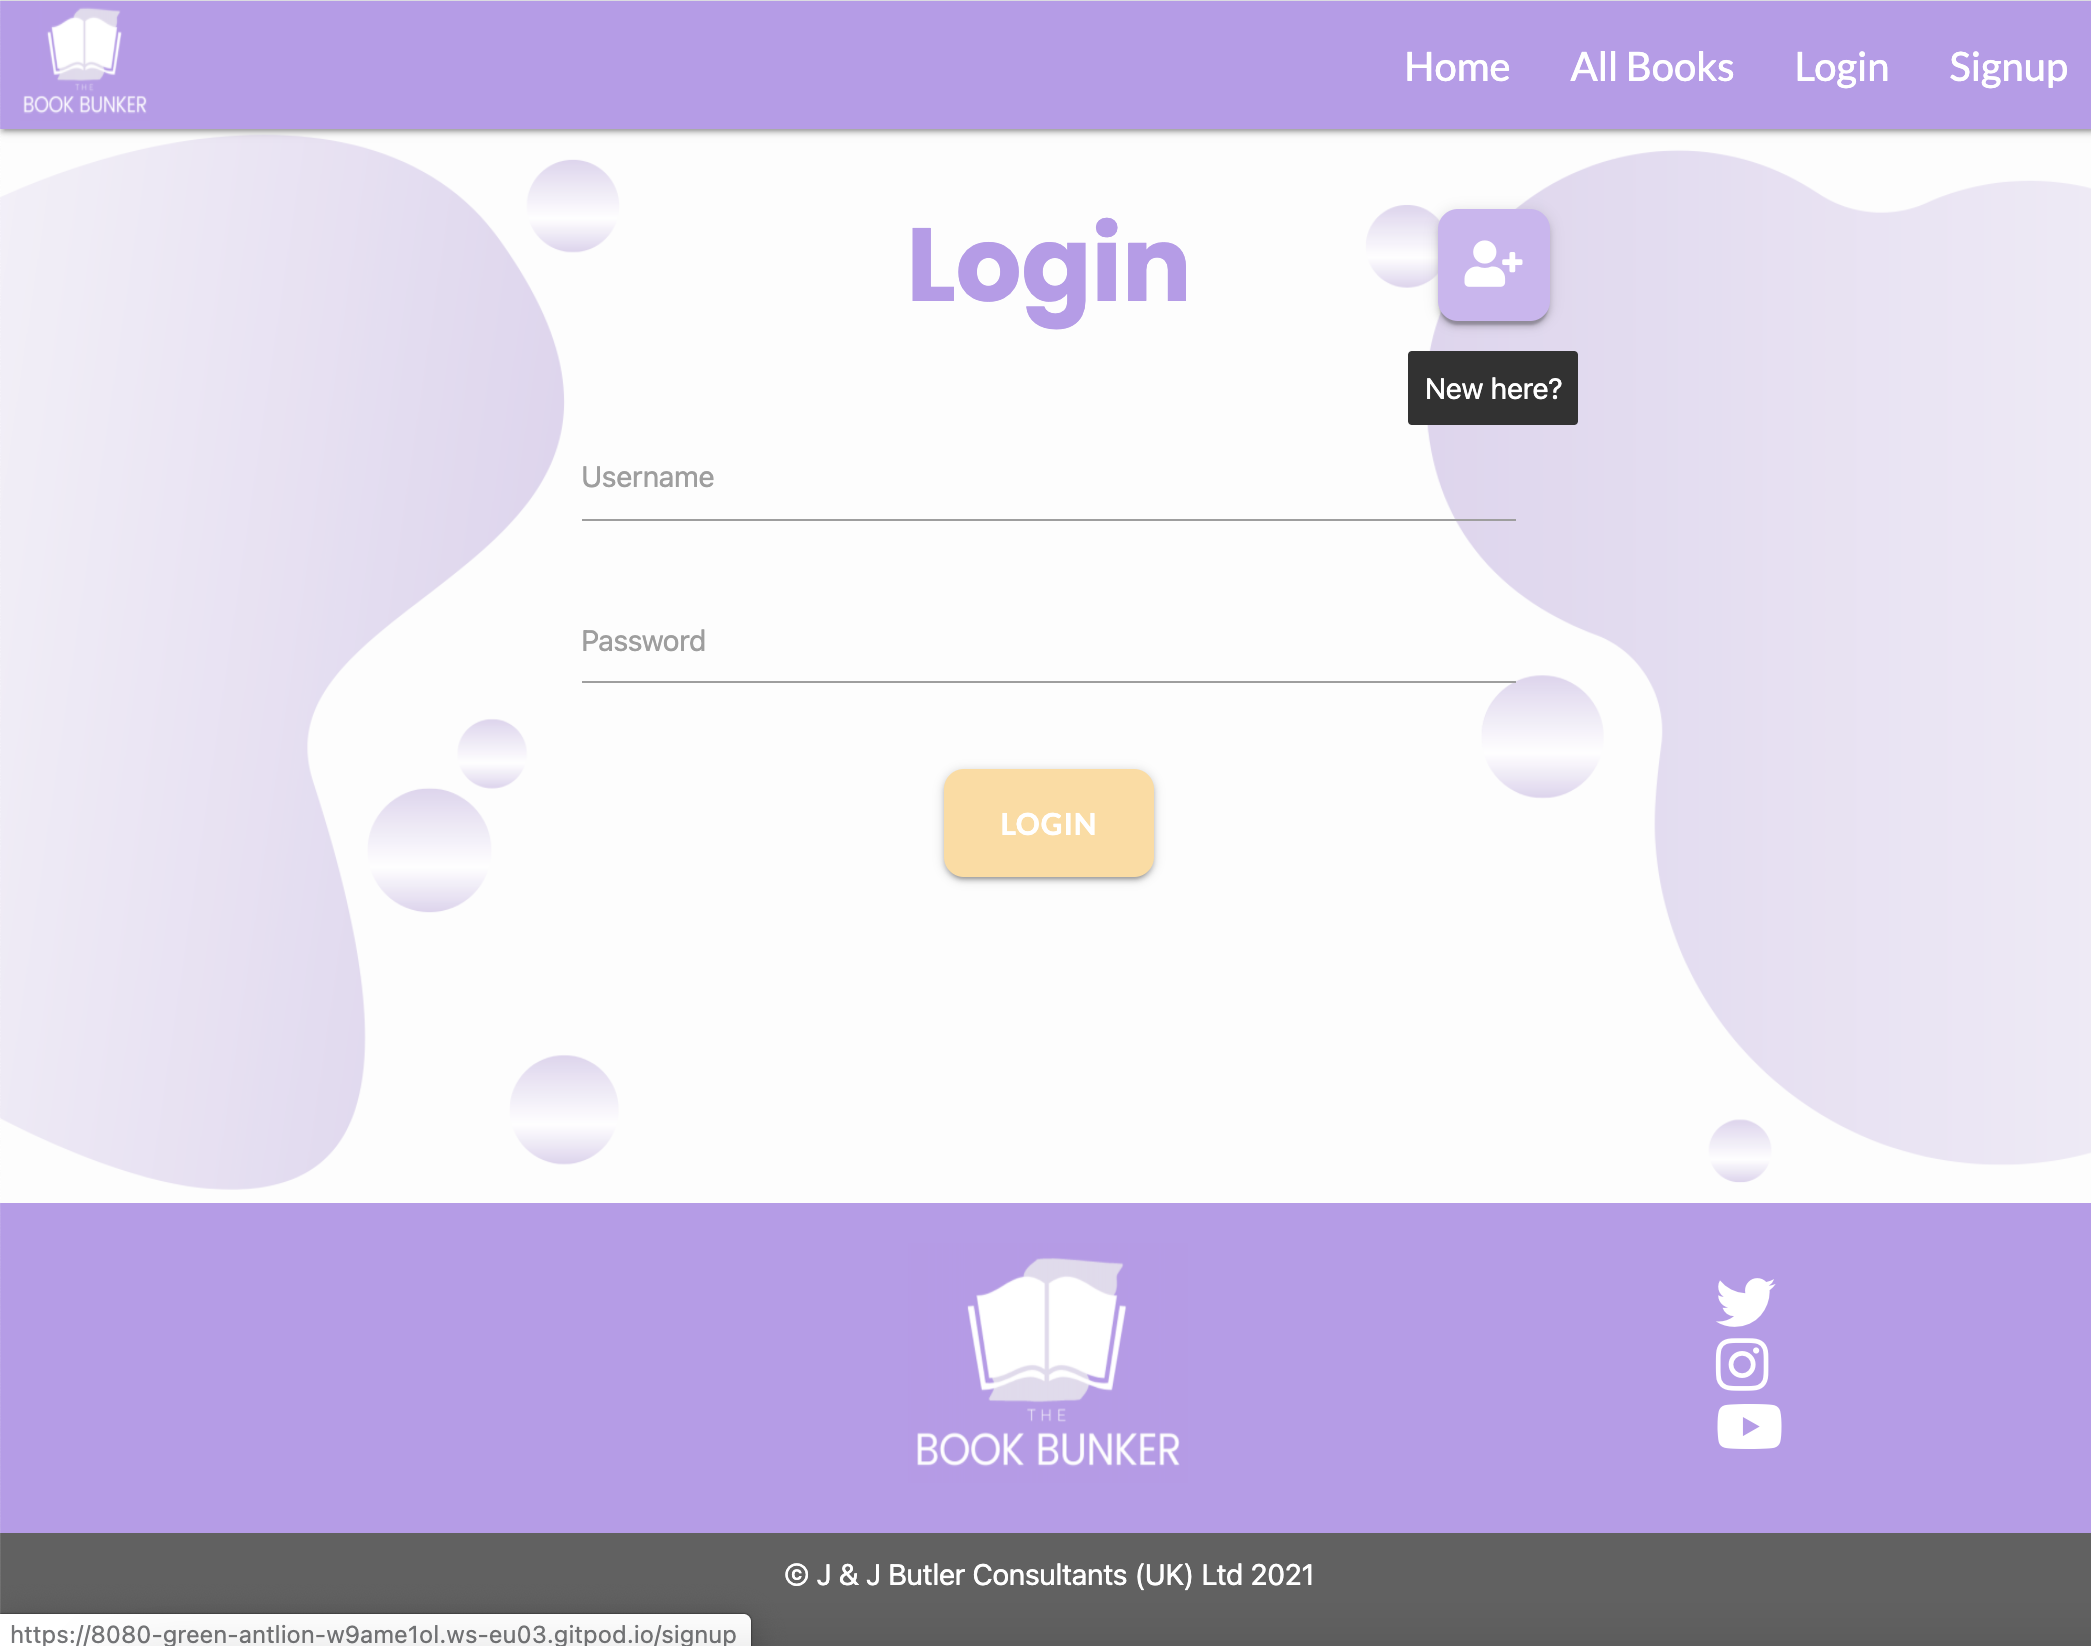 THE
BOOK BUNKER
Home
All Books
Login
Signup
Login
New here?
Username
Password
LOGIN
THE
BOOK BUNKER
© J & J Butler Consultants (UK) Ltd 2021
https://8080-green-antlion-w9ame1ol.ws-eu03.gitpod.io/signup